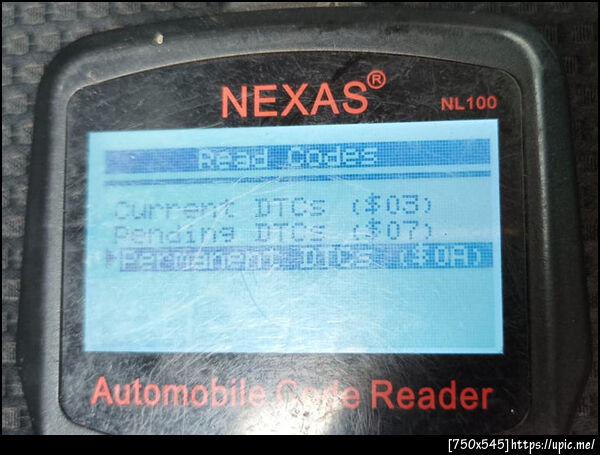 NEXAS®
NL100
Read Codes
Current DTCs ($03)
Pending DTCs ($07)
Permanent DTCs ($0A)
Automobile Code Reader
[750x545]https://upic.me/